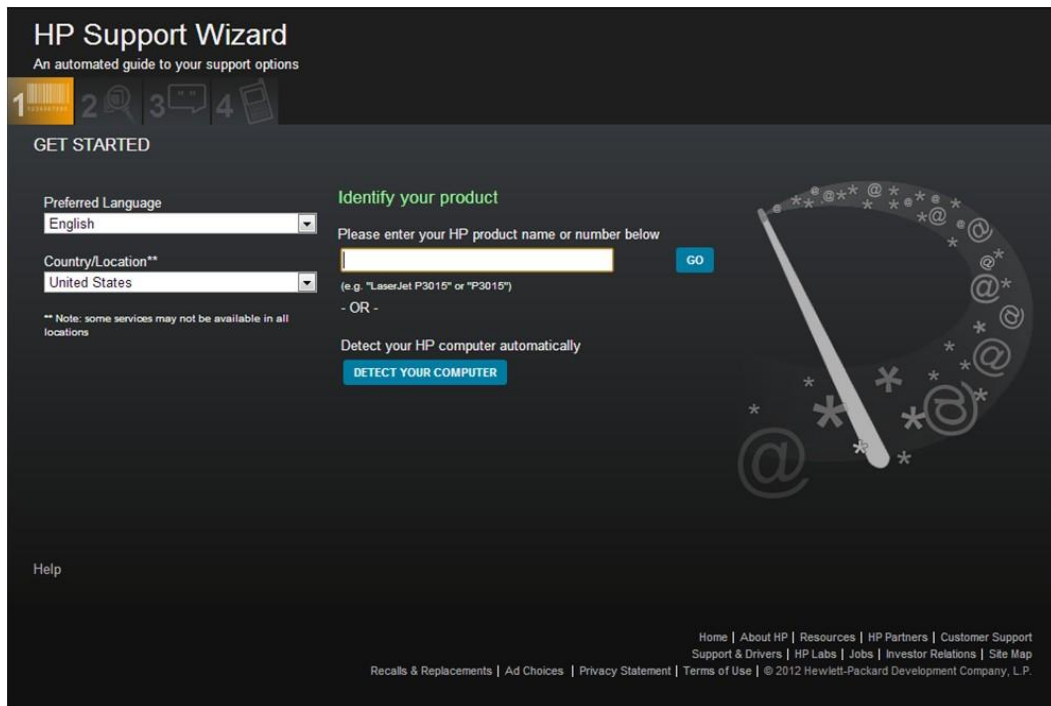 HP Support Wizard
An automated guide to your support options
1 2 3 4
GET STARTED
Preferred Language
English
Country/Location**
United States
** Note: some services may not be available in all
locations
Identify your product
Please enter your HP product name or number below
GO
(e.g. "LaserJet P3015" or "P3015")
- OR -
Detect your HP computer automatically
DETECT YOUR COMPUTER
Help
Home | About HP | Resources | HP Partners | Customer Support
Support & Drivers | HP Labs | Jobs | Investor Relations | Site Map
Recalls & Replacements | Ad Choices | Privacy Statement | Terms of Use | © 2012 Hewlett-Packard Development Company, L.P.